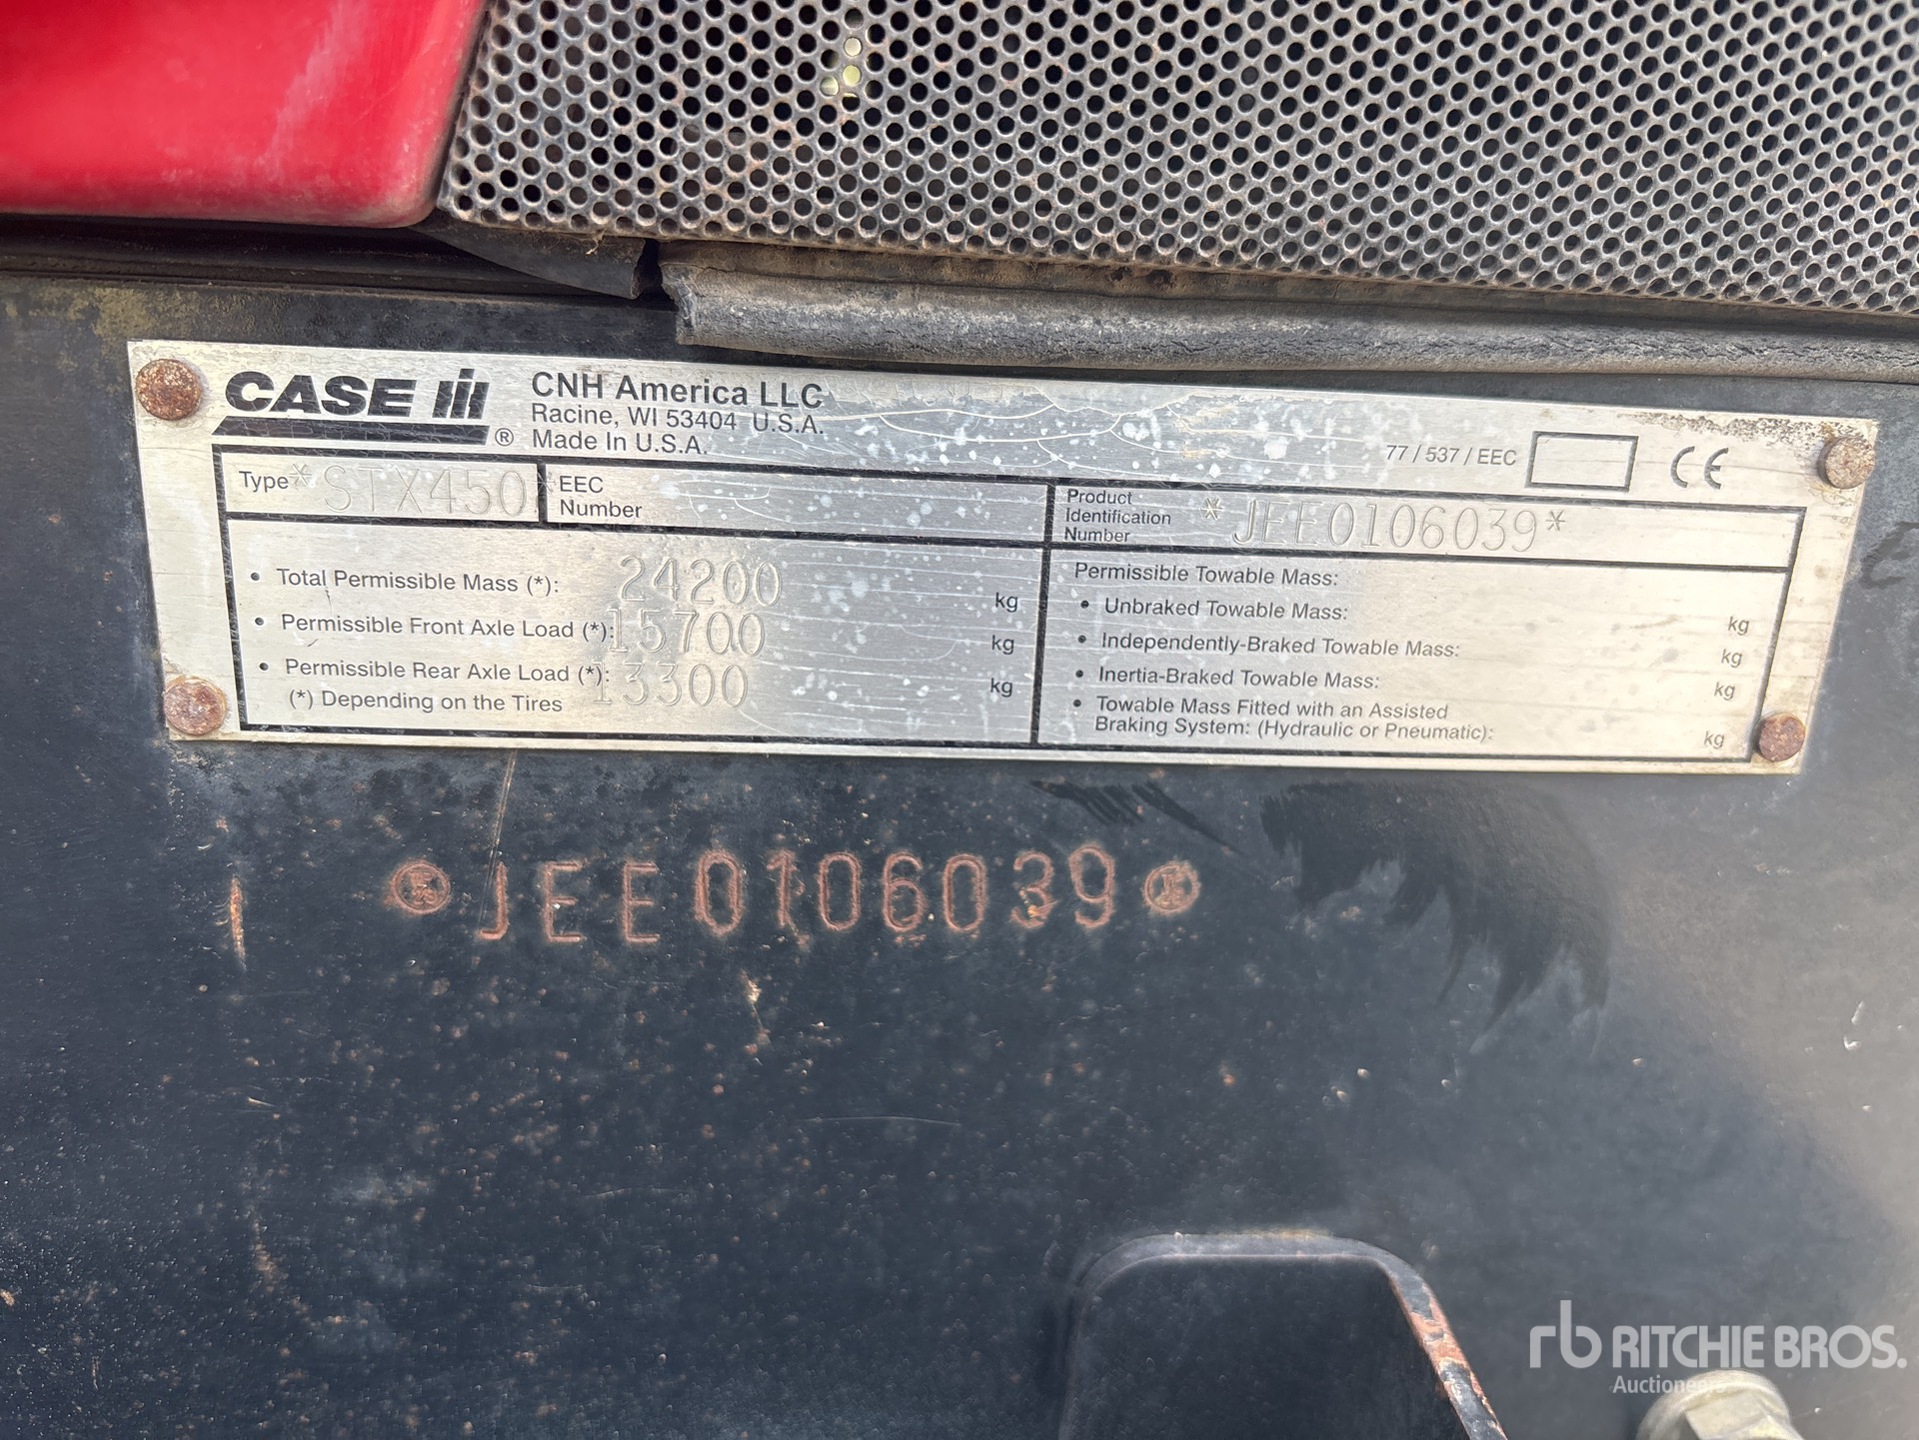 CASE IH ®
CNH America LLC
Racine, WI 53404 U.S.A.
Made In U.S.A.
77 / 537 / EEC
CE
Type *STX450*
EEC
Number
Product
Identification
Number *JEE0106039*
• Total Permissible Mass (*): 24200 kg
• Permissible Front Axle Load (*): 15700 kg
• Permissible Rear Axle Load (*): 13300 kg
(*) Depending on the Tires
Permissible Towable Mass:
• Unbraked Towable Mass: kg
• Independently-Braked Towable Mass: kg
• Inertia-Braked Towable Mass: kg
• Towable Mass Fitted with an Assisted
Braking System: (Hydraulic or Pneumatic): kg
JEE0106039
rb RITCHIE BROS.
Auctioneers